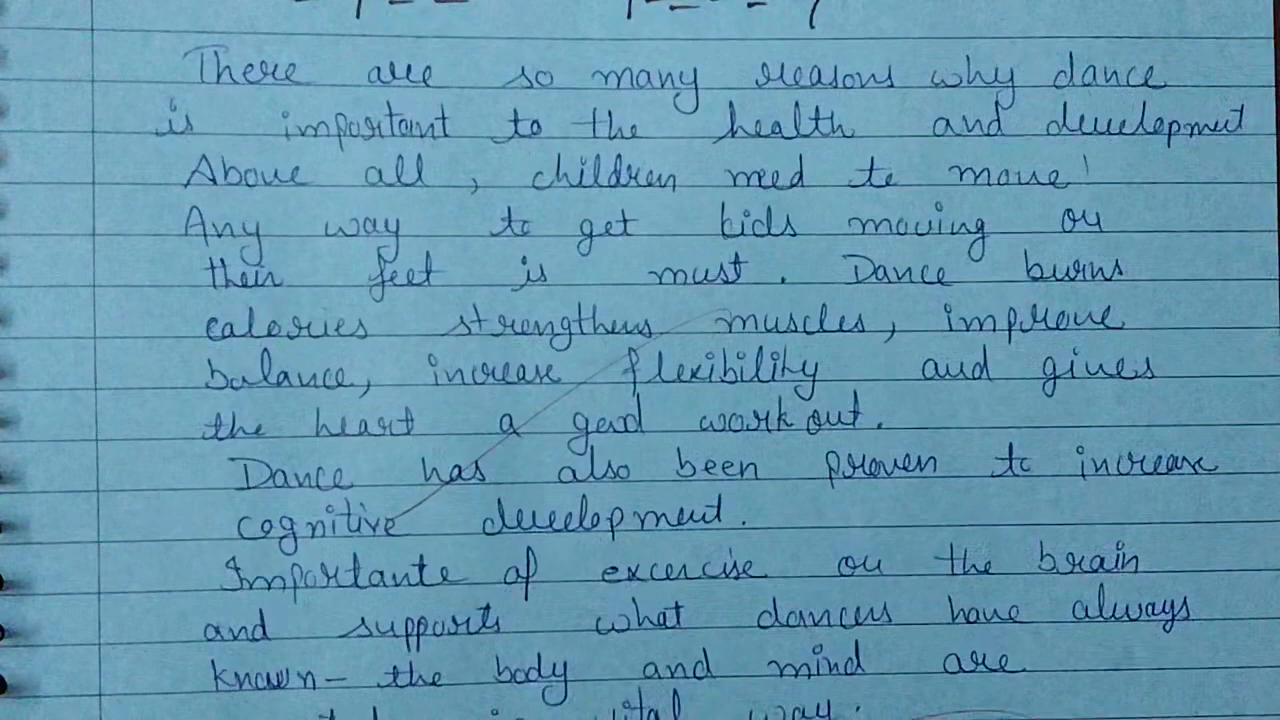 There are so many reasons why dance
is important to the health and development
Above all, children need to move!
Any way to get kids moving on
their feet is must. Dance burns
calories strengthens muscles, improve
balance, increase flexibility and gives
the heart a good work out.
Dance has also been proven to increase
cognitive development.
Importante of excercise on the brain
and supports what dancers have always
known - the body and mind are
vital way.